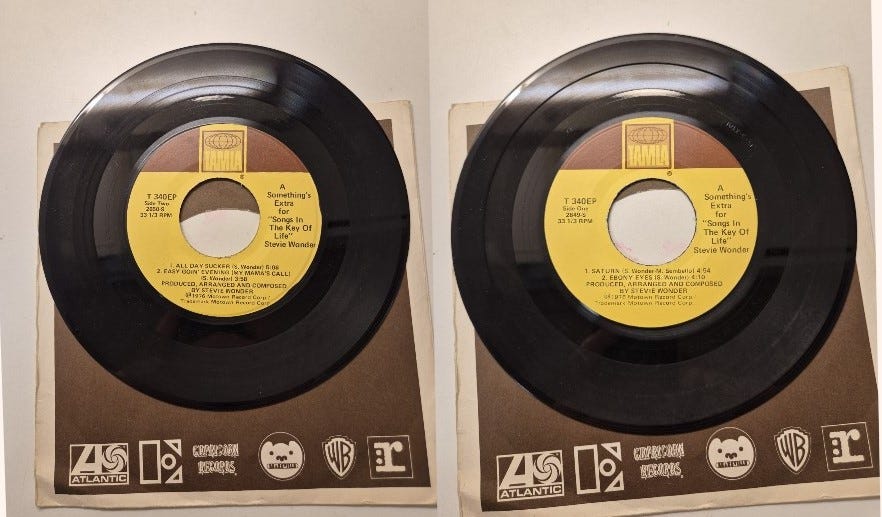 TAMLA
®
T 340EP
Side Two
2850-S
33 1/3 RPM
A
Something's
Extra
for
"Songs In
The Key Of
Life"
Stevie Wonder
1. ALL DAY SUCKER (S. Wonder) 5:06
2. EASY GOIN' EVENING (MY MAMA'S CALL)
(S. Wonder) 3:58
PRODUCED, ARRANGED AND COMPOSED
BY STEVIE WONDER
℗1976 Motown Record Corp.
Trademark Motown Record Corp.
ATLANTIC
CAPRICORN
RECORDS.
WB
r
TAMLA
®
T 340EP
Side One
2849-S
33 1/3 RPM
A
Something's
Extra
for
"Songs In
The Key Of
Life"
Stevie Wonder
1. SATURN (S. Wonder-M. Sembello) 4:54
2. EBONY EYES (S. Wonder) 4:10
PRODUCED, ARRANGED AND COMPOSED
BY STEVIE WONDER
℗1976 Motown Record Corp.
Trademark Motown Record Corp.
ATLANTIC
CAPRICORN
RECORDS.
WB
r